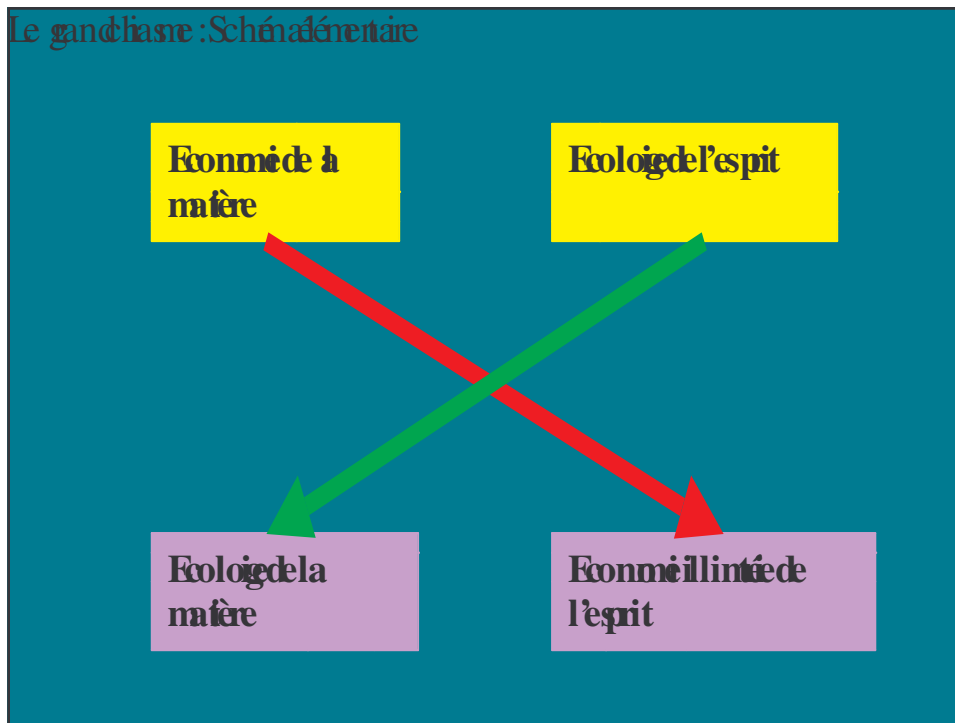 Le grand chiasme : Schéma élémentaire
Economie de la
matière
Ecologie de l’esprit
Ecologie de la
matière
Economie illimitée de
l’esprit